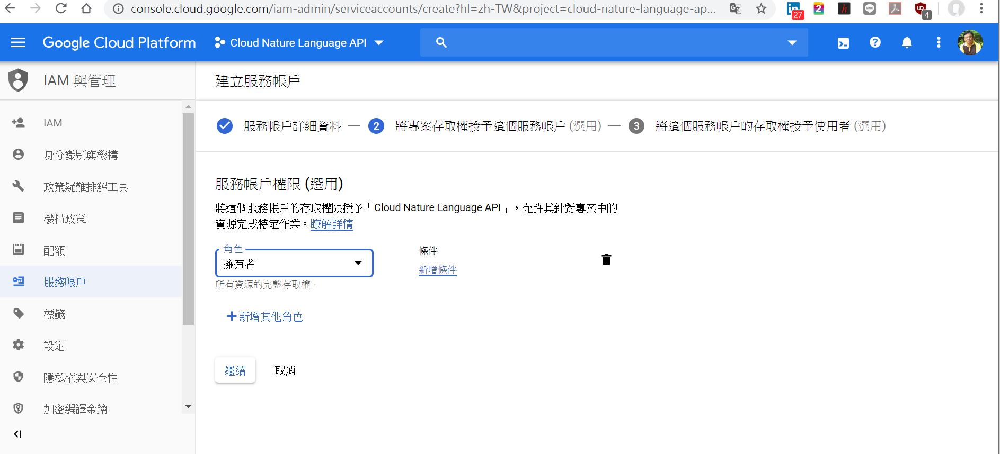 console.cloud.google.com/iam-admin/serviceaccounts/create?hl=zh-TW&project=cloud-nature-language-ap...
27
2
h
LINE
4
Google Cloud Platform
Cloud Nature Language API
IAM 與管理
建立服務帳戶
IAM
身分識別與機構
政策疑難排解工具
機構政策
配額
服務帳戶
標籤
設定
隱私權與安全性
加密編譯金鑰
服務帳戶詳細資料 — 2 將專案存取權授予這個服務帳戶 (選用) — 3 將這個服務帳戶的存取權授予使用者 (選用)
服務帳戶權限 (選用)
將這個服務帳戶的存取權限授予「Cloud Nature Language API」，允許其針對專案中的
資源完成特定作業。瞭解詳情
角色
擁有者
所有資源的完整存取權。
條件
新增條件
+新增其他角色
繼續
取消